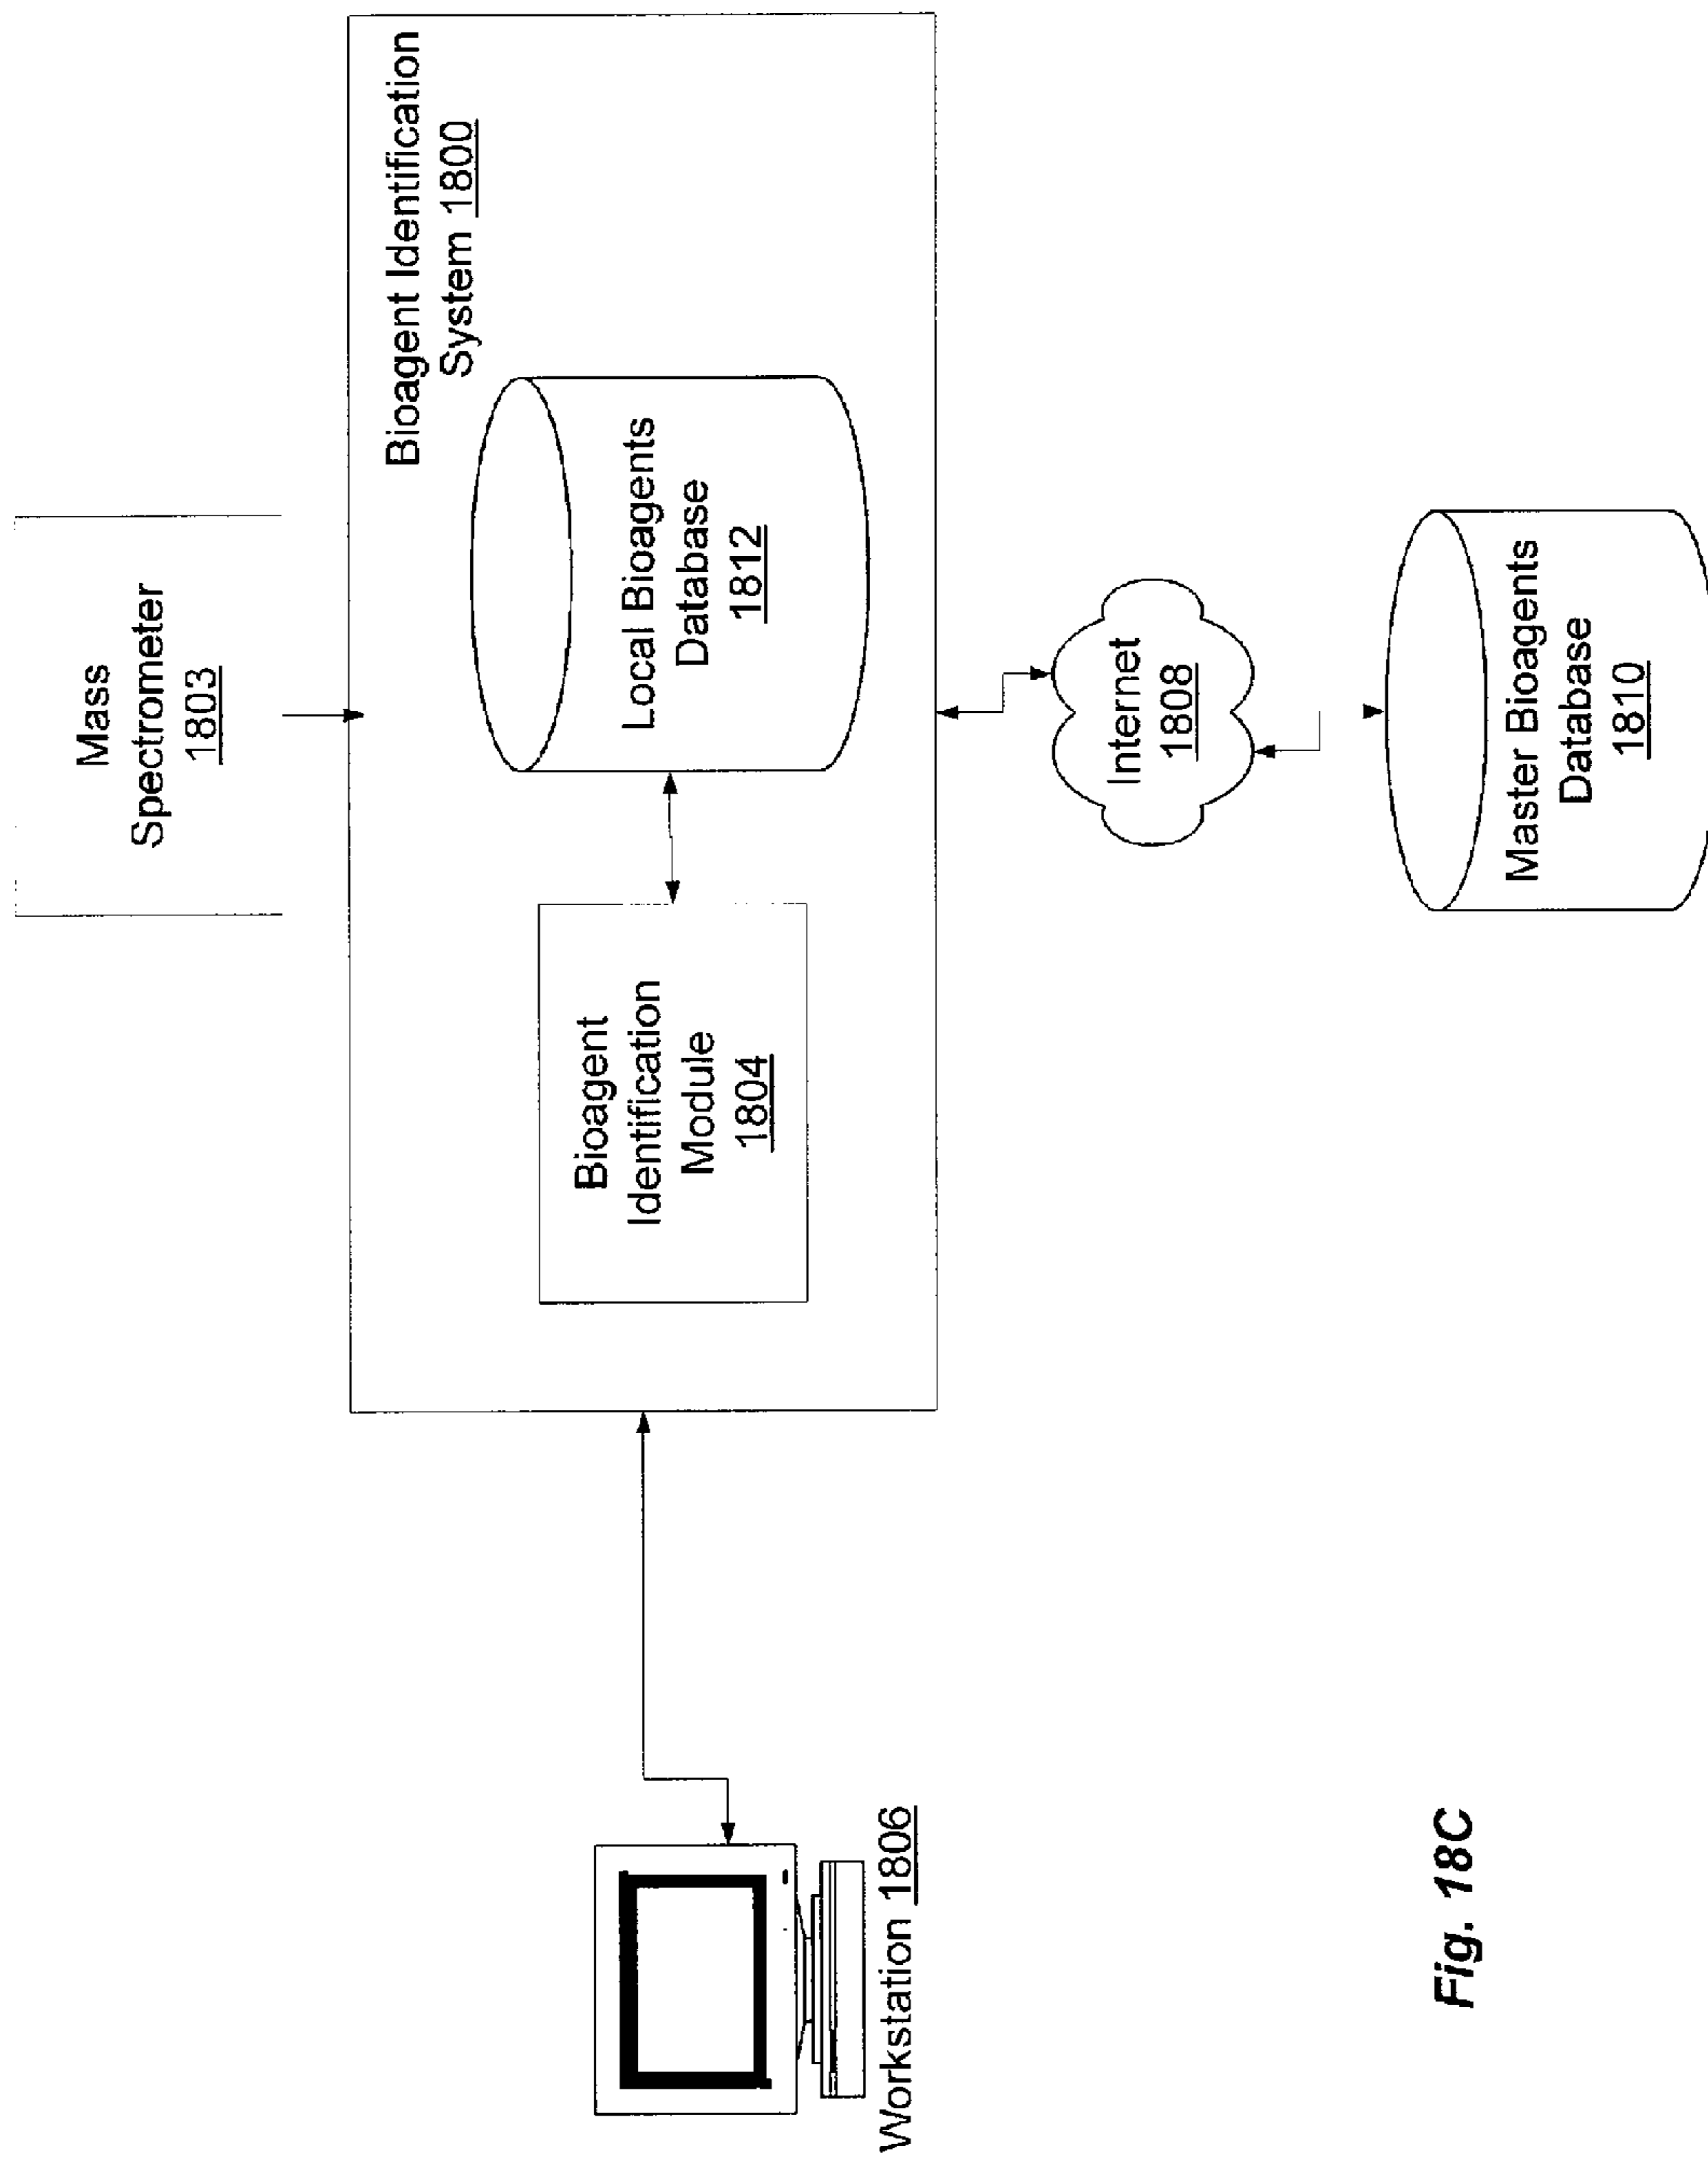 Mass
Spectrometer
1803
Bioagent Identification
System 1800
Bioagent
Identification
Module
1804
Local Bioagents
Database
1812
Workstation 1806
Internet
1808
Master Bioagents
Database
1810
Fig. 18C